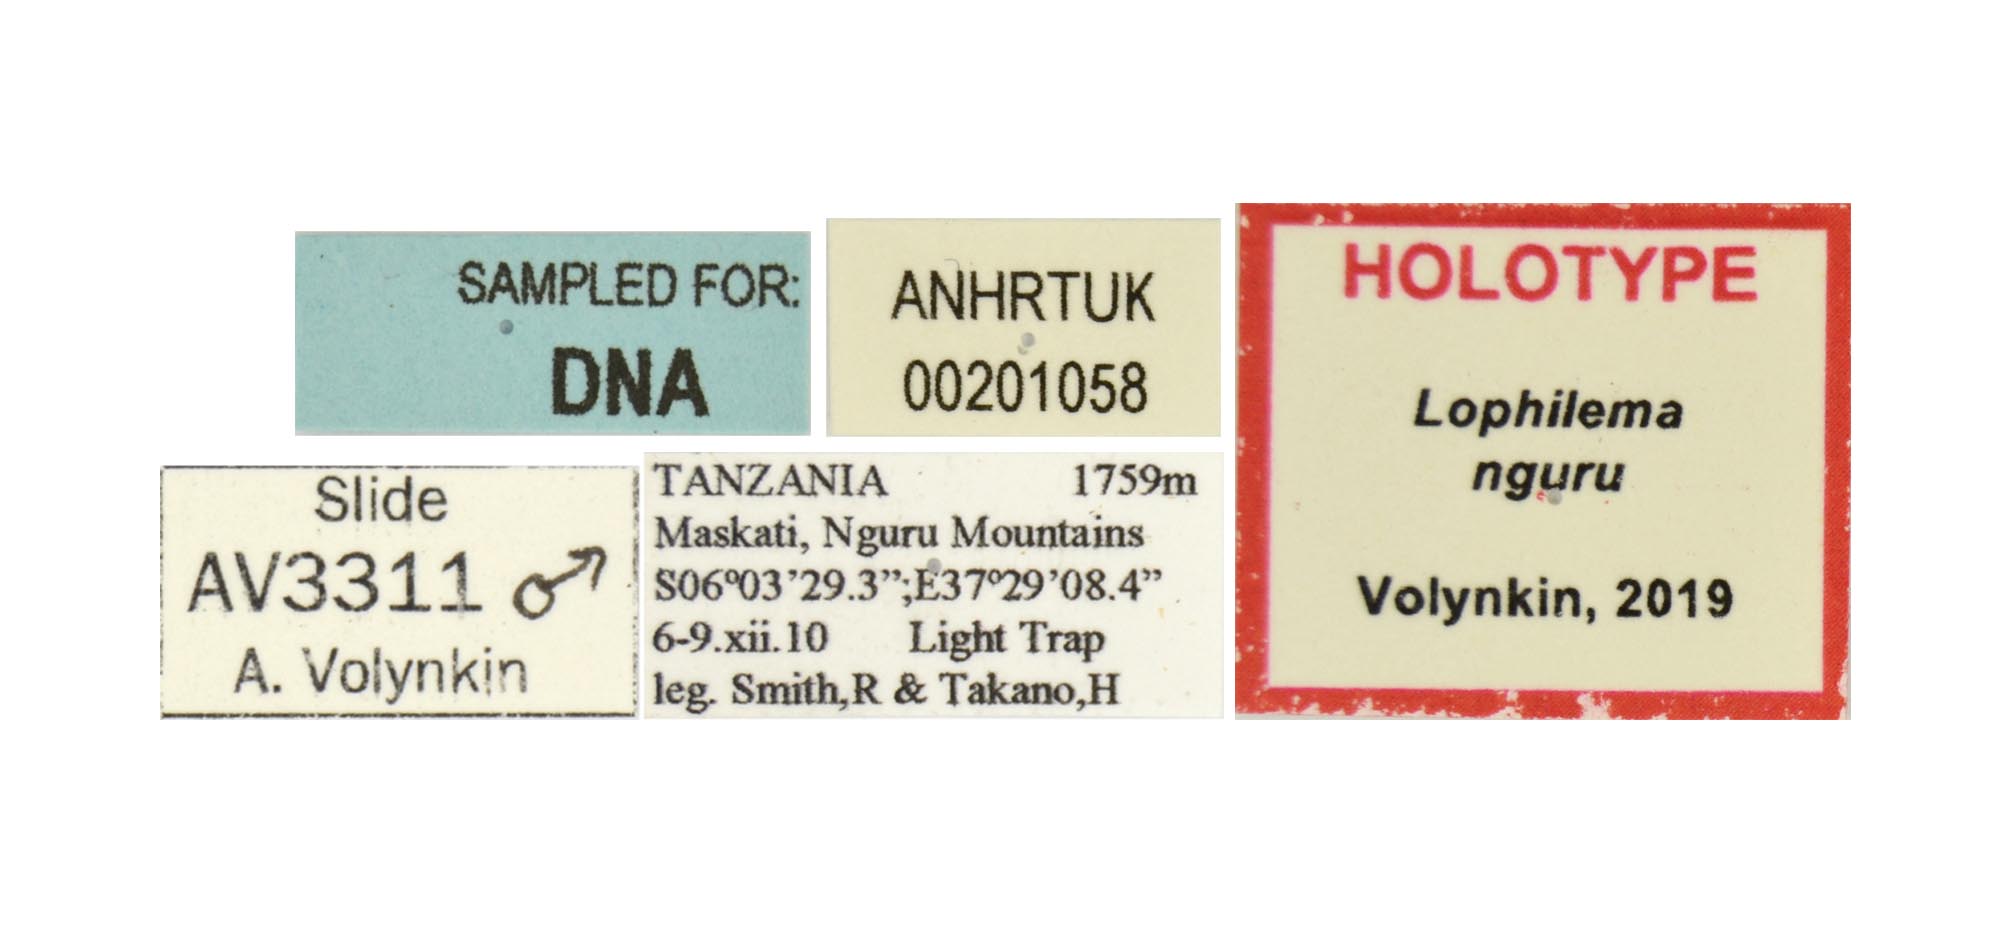 SAMPLED FOR:
DNA
ANHRTUK
00201058
HOLOTYPE
Lophilema
nguru
Volynkin, 2019
Slide
AV3311 ♂
A. Volynkin
TANZANIA 1759m
Maskati, Nguru Mountains
S06º03’29.3”;E37º29’08.4”
6-9.xii.10 Light Trap
leg. Smith,R & Takano,H